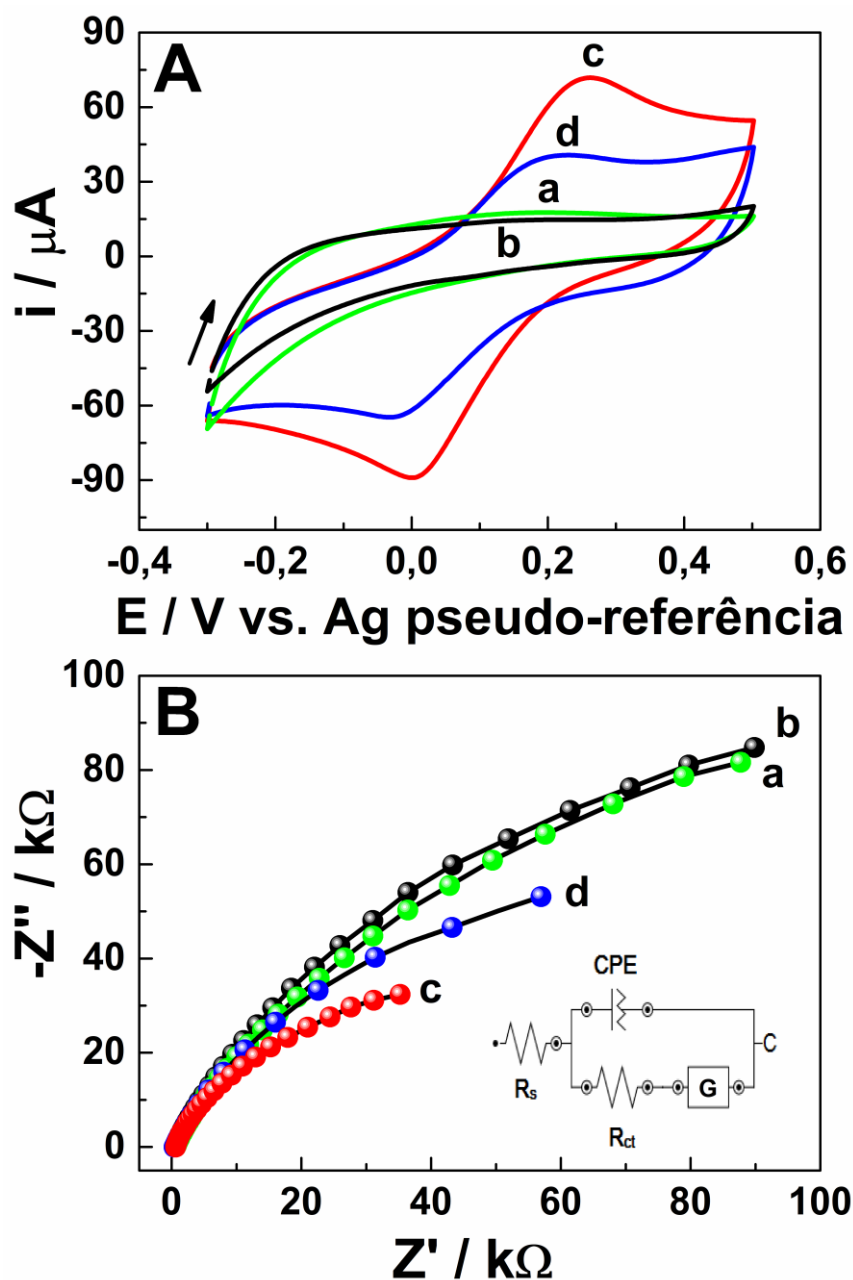 A
90
60
30
0
-30
-60
-90
i / μA
c
d
a
b
-0,4
-0,2
0,0
0,2
0,4
0,6
E / V vs. Ag pseudo-referência
B
100
80
60
40
20
0
-Z'' / kΩ
b
a
d
c
CPE
C
Rs
G
Rct
0
20
40
60
80
100
Z' / kΩ